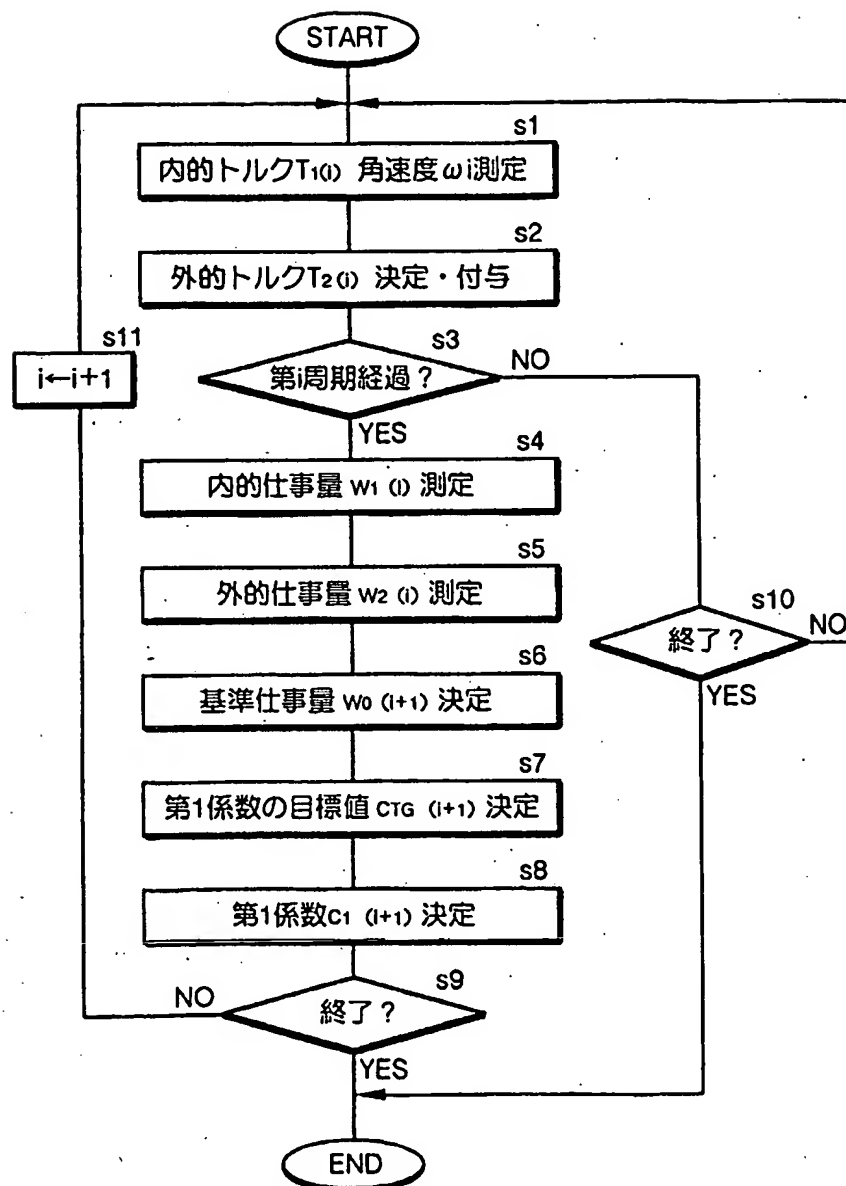 START
s1
内的トルクT1(i) 角速度ωi測定
s2
外的トルクT2(i) 決定・付与
s11
i←i+1
s3
第i周期経過？
NO
YES
s4
内的仕事量 W1 (i) 測定
s5
外的仕事量 W2 (i) 測定
s10
終了？
NO
YES
s6
基準仕事量 W0 (i+1) 決定
s7
第1係数の目標値 CTG (i+1) 決定
s8
第1係数C1 (i+1) 決定
s9
NO
終了？
YES
END